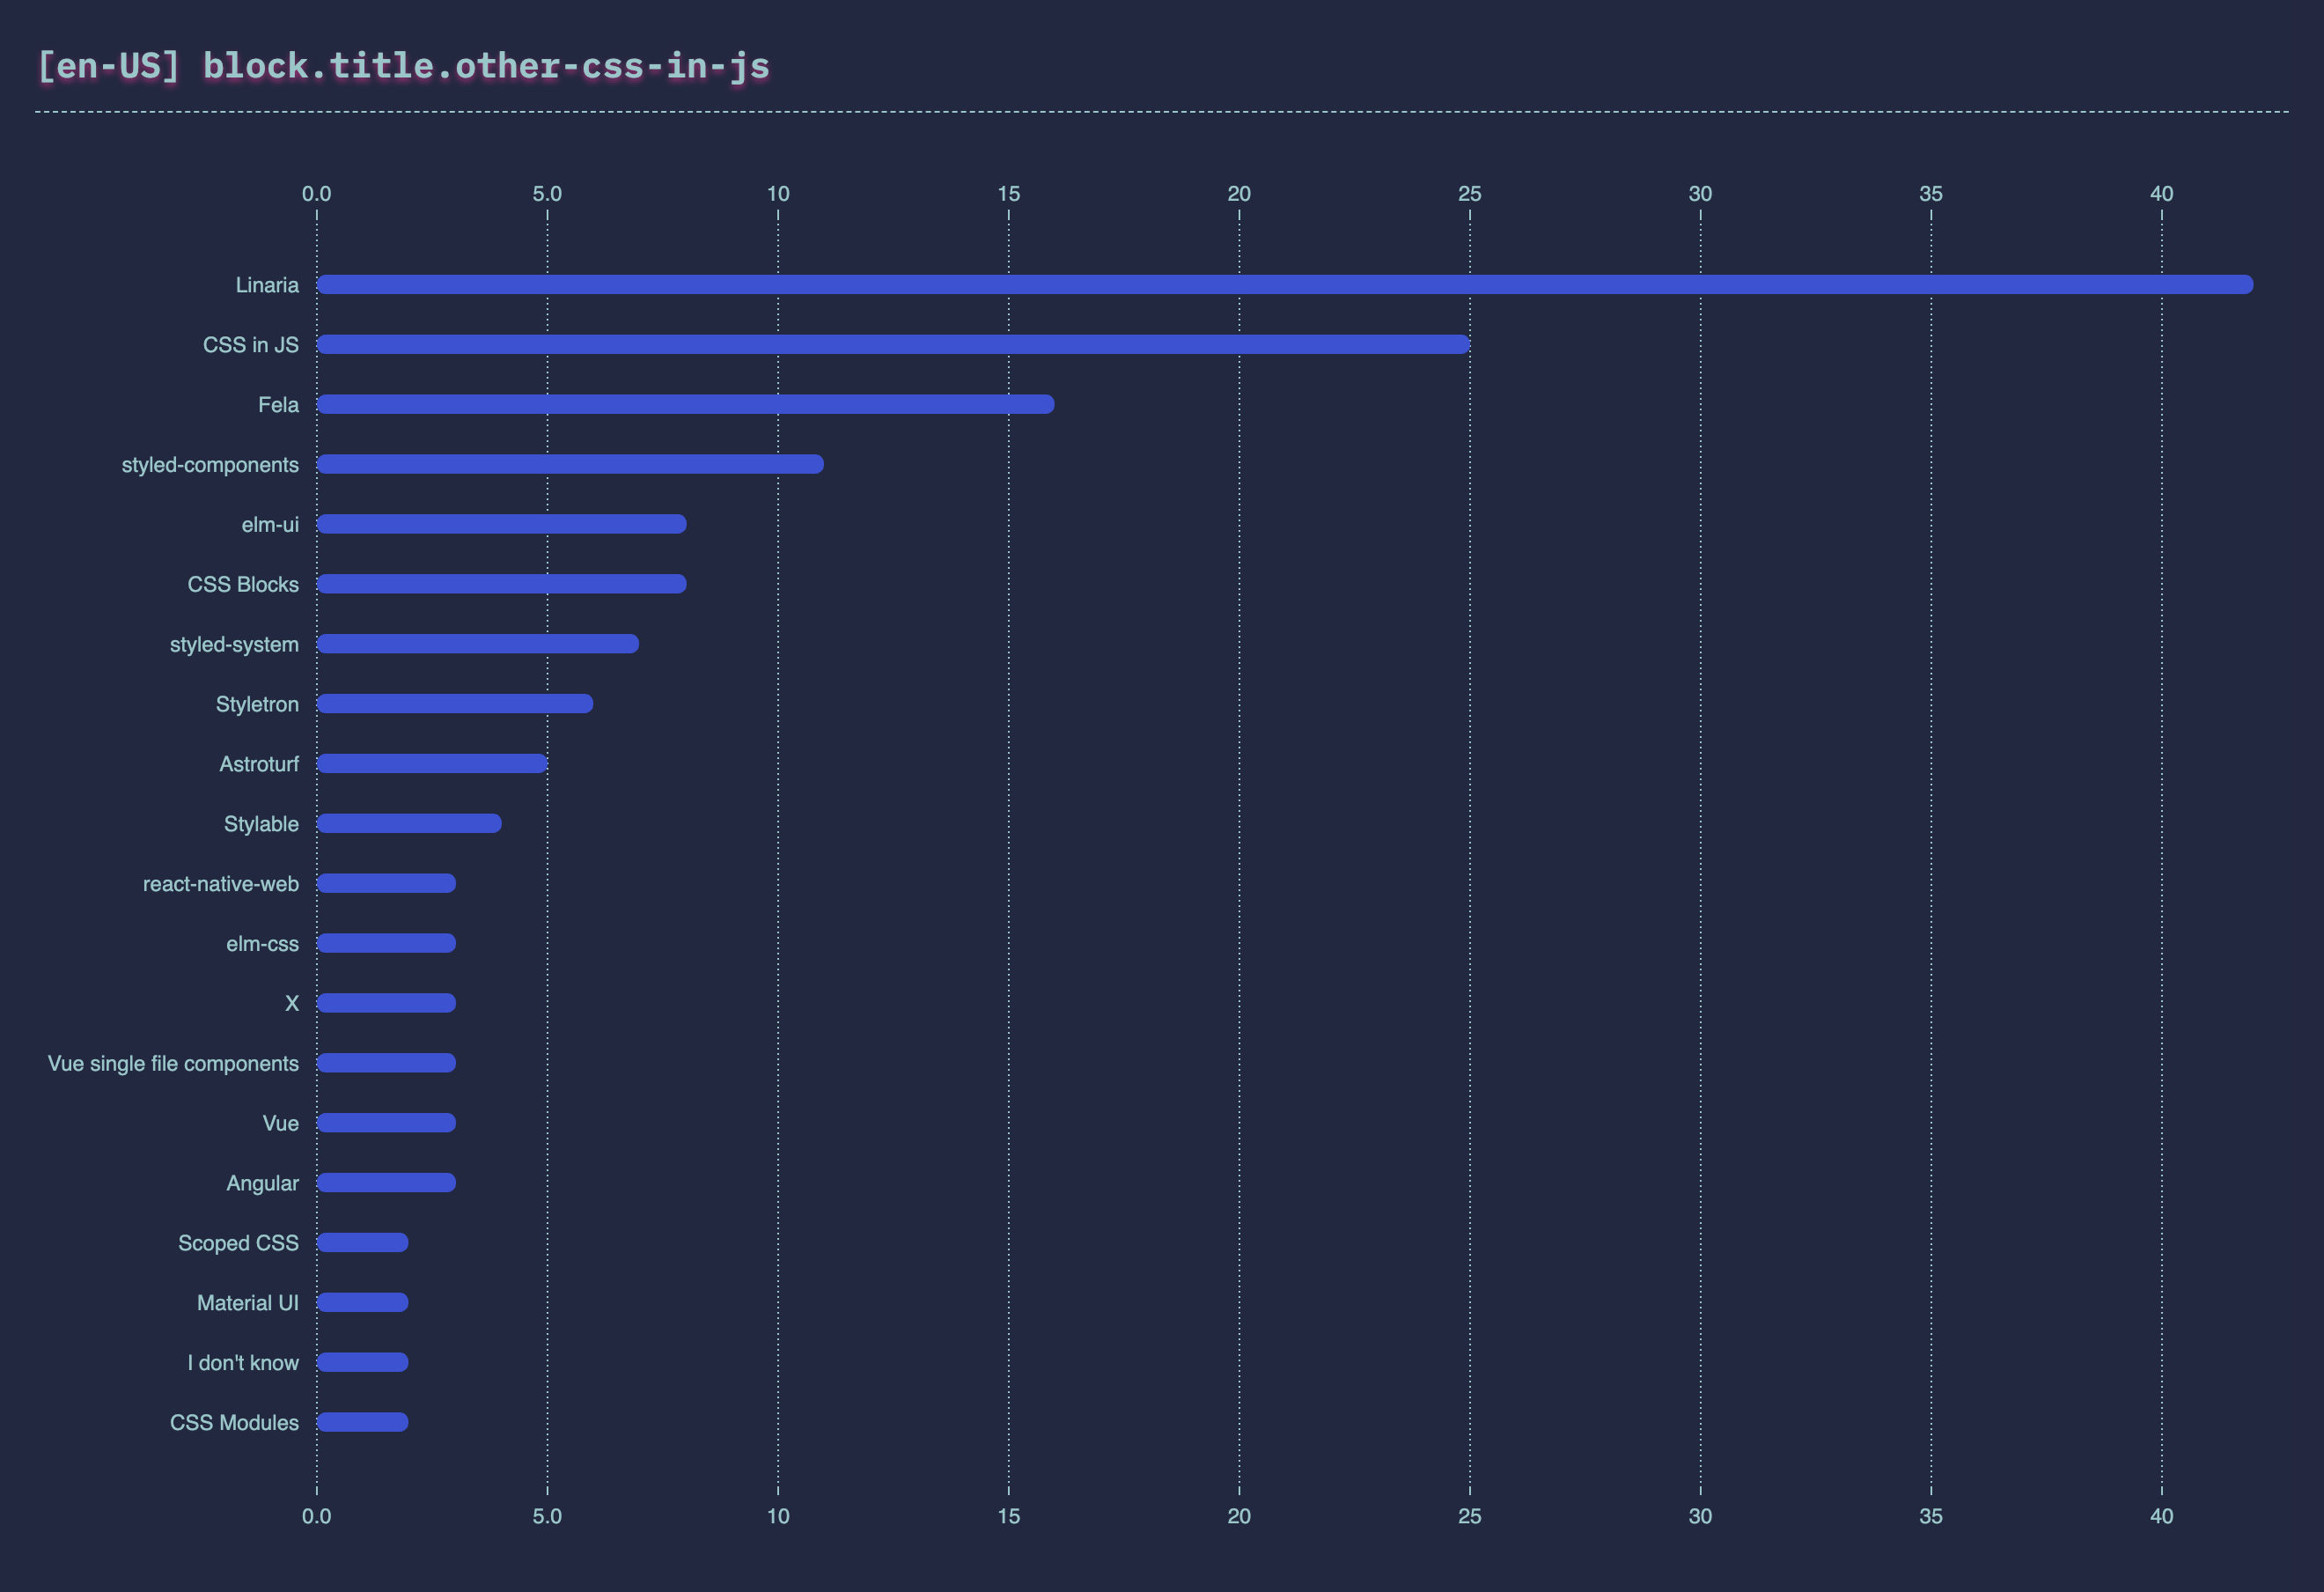 [en-US] block.title.other-css-in-js
0.0 5.0 10 15 20 25 30 35 40
Linaria
CSS in JS
Fela
styled-components
elm-ui
CSS Blocks
styled-system
Styletron
Astroturf
Stylable
react-native-web
elm-css
X
Vue single file components
Vue
Angular
Scoped CSS
Material UI
I don't know
CSS Modules
0.0 5.0 10 15 20 25 30 35 40